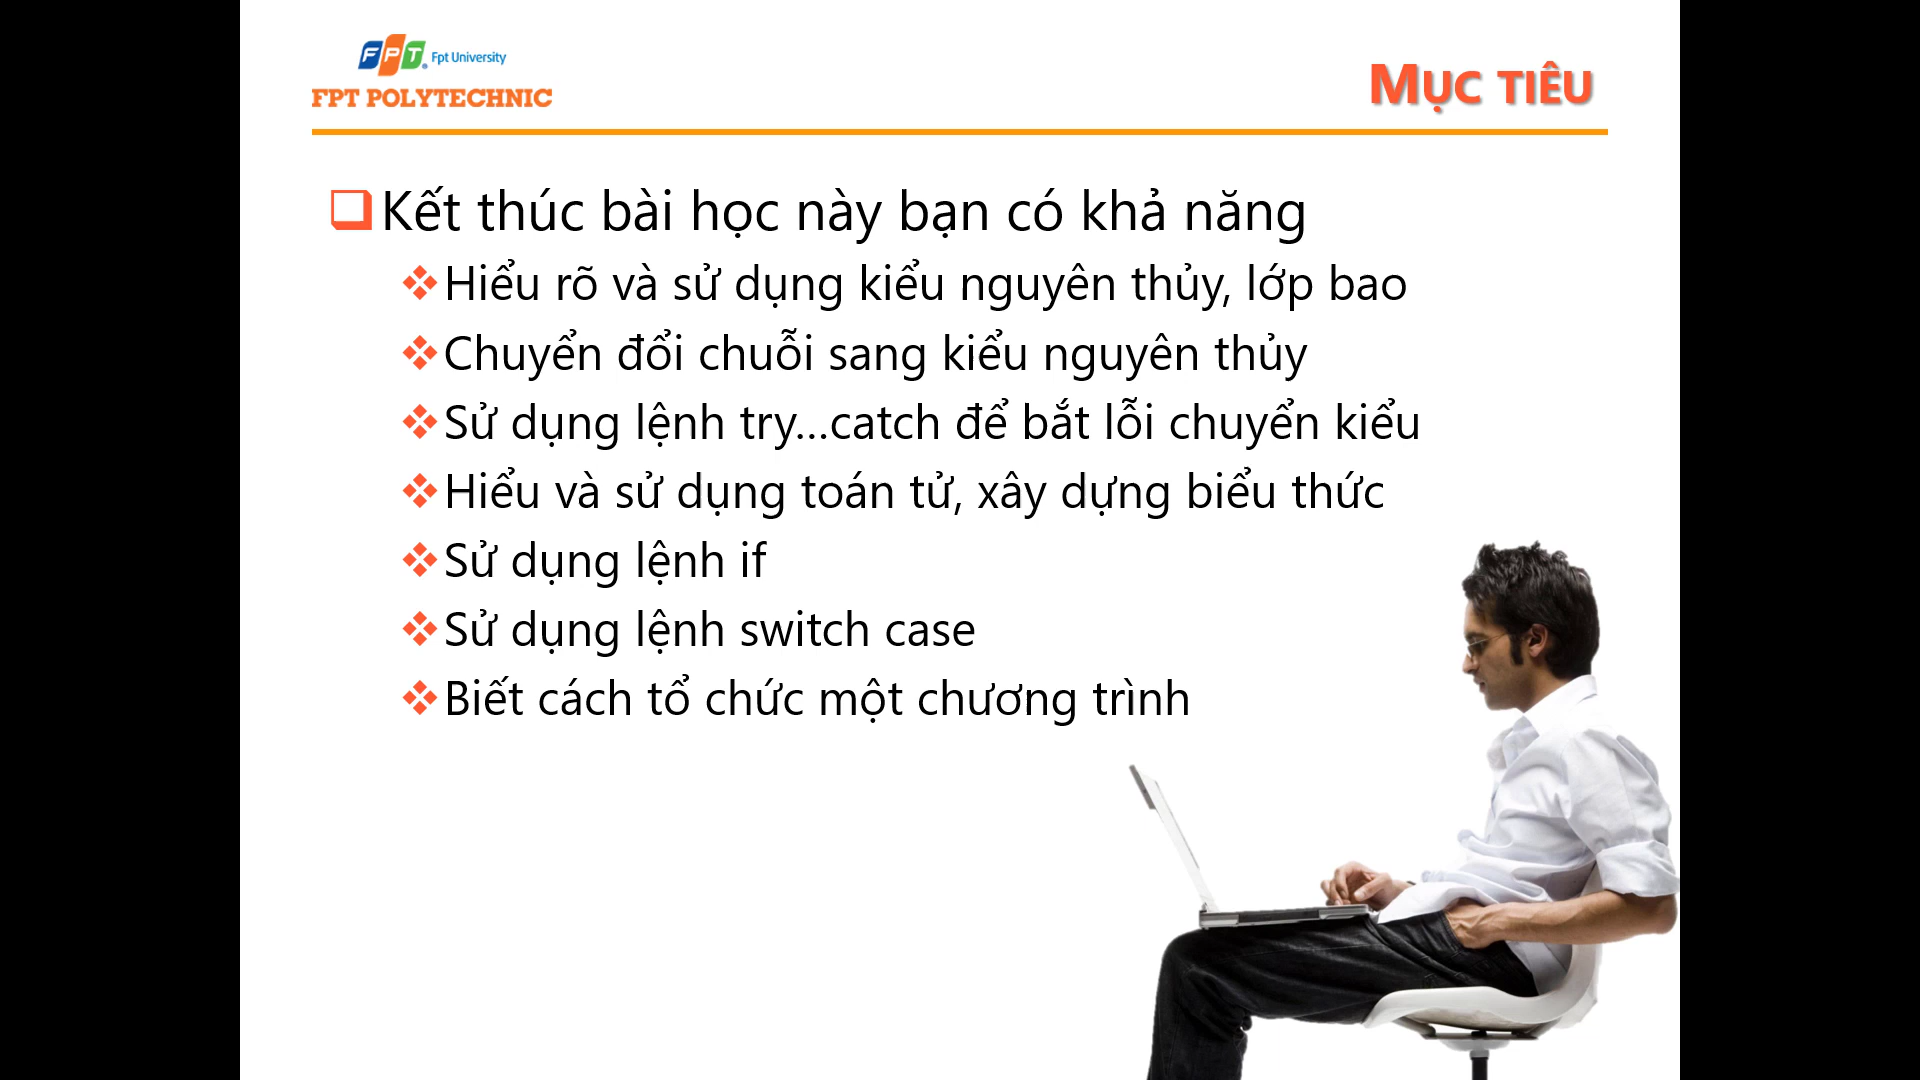 FPT Fpt University
FPT POLYTECHNIC
MỤC TIÊU
Kết thúc bài học này bạn có khả năng
Hiểu rõ và sử dụng kiểu nguyên thủy, lớp bao
Chuyển đổi chuỗi sang kiểu nguyên thủy
Sử dụng lệnh try...catch để bắt lỗi chuyển kiểu
Hiểu và sử dụng toán tử, xây dựng biểu thức
Sử dụng lệnh if
Sử dụng lệnh switch case
Biết cách tổ chức một chương trình